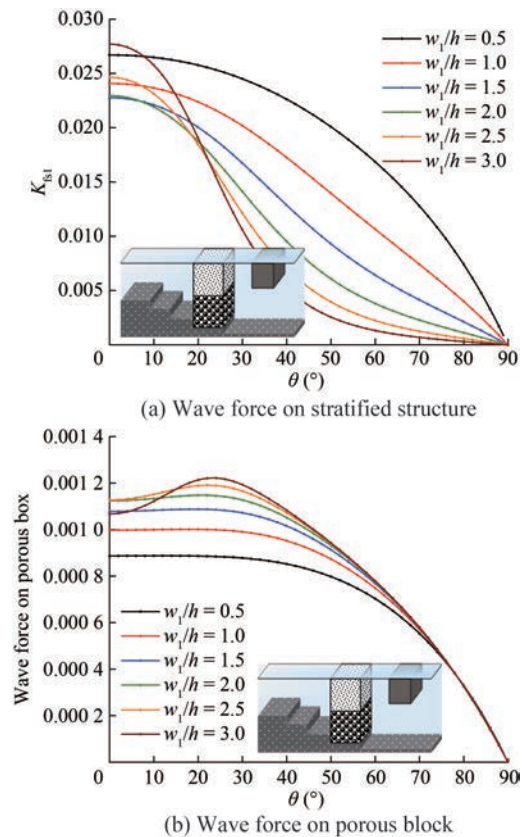 0.030
0.025
0.020
0.015
0.010
0.005
K_fs1
w₁/h = 0.5
w₁/h = 1.0
w₁/h = 1.5
w₁/h = 2.0
w₁/h = 2.5
w₁/h = 3.0
0 10 20 30 40 50 60 70 80 90
θ (°)
(a) Wave force on stratified structure
0.001 4
0.001 2
0.001 0
0.000 8
0.000 6
0.000 4
0.000 2
Wave force on porous box
w₁/h = 0.5
w₁/h = 1.0
w₁/h = 1.5
w₁/h = 2.0
w₁/h = 2.5
w₁/h = 3.0
0 10 20 30 40 50 60 70 80 90
θ (°)
(b) Wave force on porous block